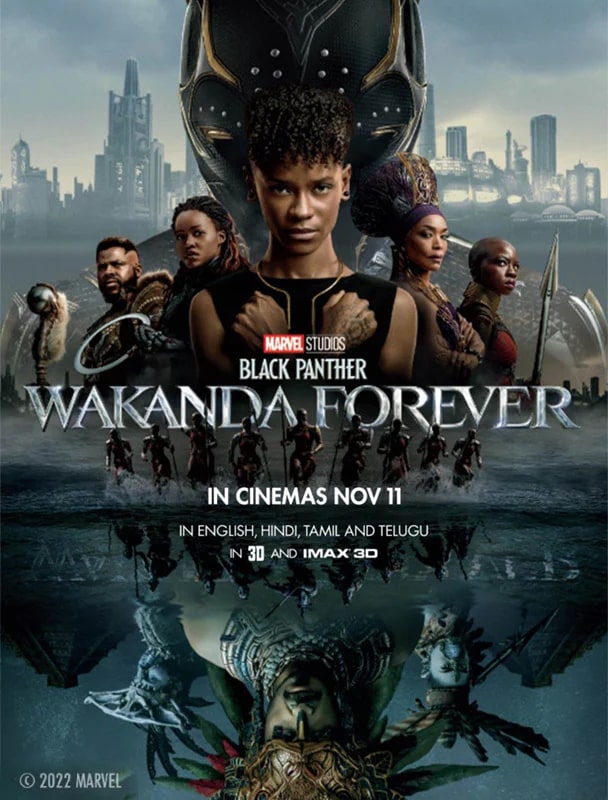 MARVEL STUDIOS
BLACK PANTHER
WAKANDA FOREVER
IN CINEMAS NOV 11
IN ENGLISH, HINDI, TAMIL AND TELUGU
IN 3D AND IMAX 3D
© 2022 MARVEL